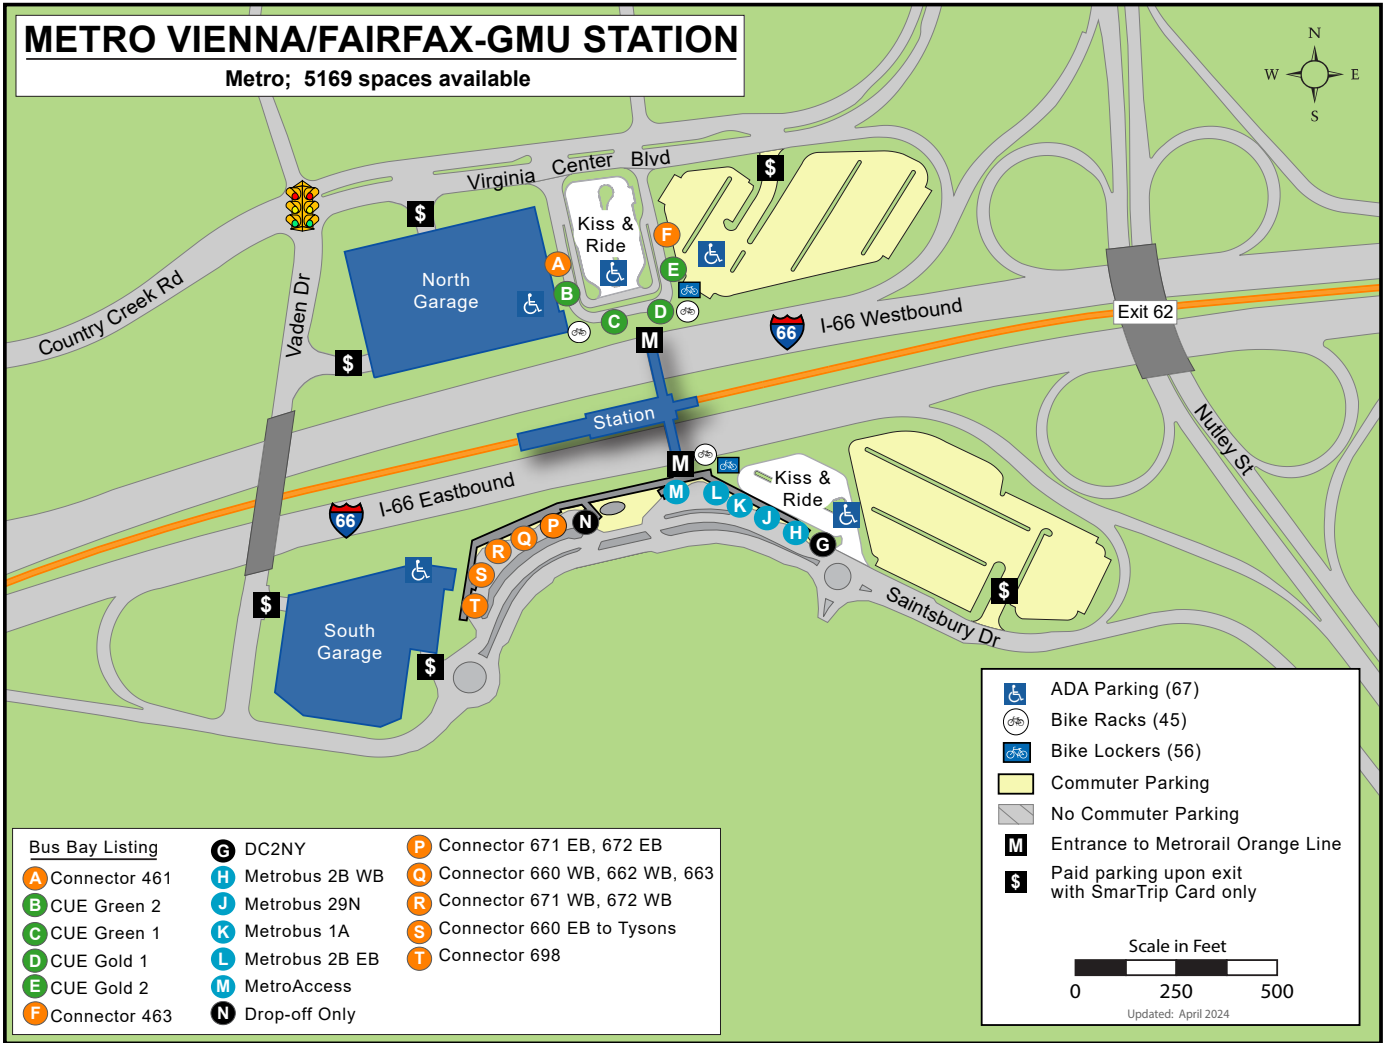 METRO VIENNA/FAIRFAX-GMU STATION
Metro;  5169 spaces available
N
W E
S
Virginia Center Blvd
$
$
Kiss &
Ride
F
A
E
North
Garage
B
D
C
Country Creek Rd
Vaden Dr
$
M
66
I-66 Westbound
Exit 62
Station
Nutley St
M
I-66 Eastbound
66
Kiss &
Ride
M
L
K
J
H
G
N
P
Q
R
S
T
$
$
Saintsbury Dr
South
Garage
$
ADA Parking (67)
Bike Racks (45)
Bike Lockers (56)
Commuter Parking
No Commuter Parking
M Entrance to Metrorail Orange Line
$ Paid parking upon exit
with SmarTrip Card only
Scale in Feet
0 250 500
Updated:  April 2024
Bus Bay Listing
A Connector 461
B CUE Green 2
C CUE Green 1
D CUE Gold 1
E CUE Gold 2
F Connector 463
G DC2NY
H Metrobus 2B WB
J Metrobus 29N
K Metrobus 1A
L Metrobus 2B EB
M MetroAccess
N Drop-off Only
P Connector 671 EB, 672 EB
Q Connector 660 WB, 662 WB, 663
R Connector 671 WB, 672 WB
S Connector 660 EB to Tysons
T Connector 698